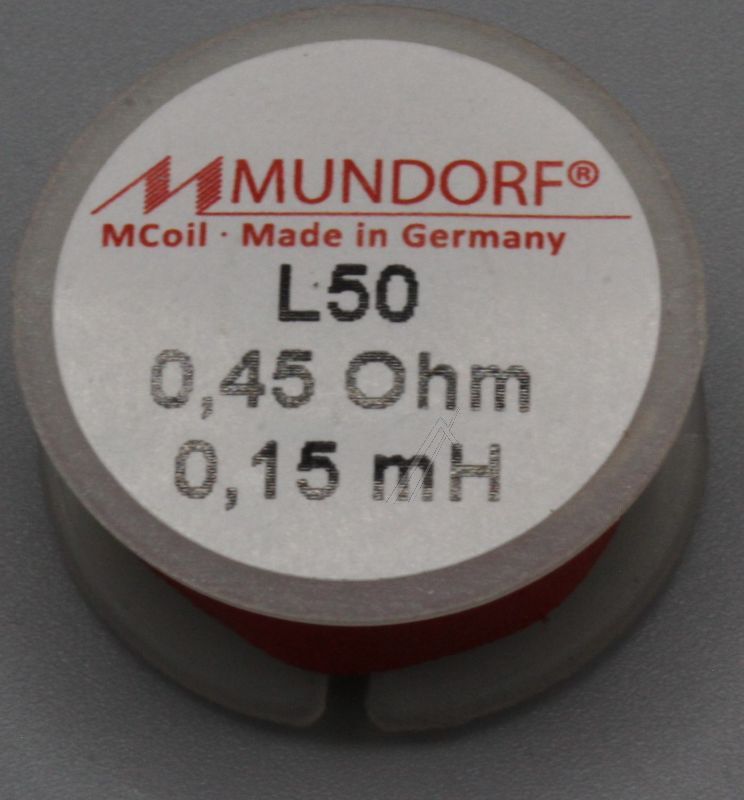 MUNDORF®
MCoil · Made in Germany
L50
0,45 Ohm
0,15 mH